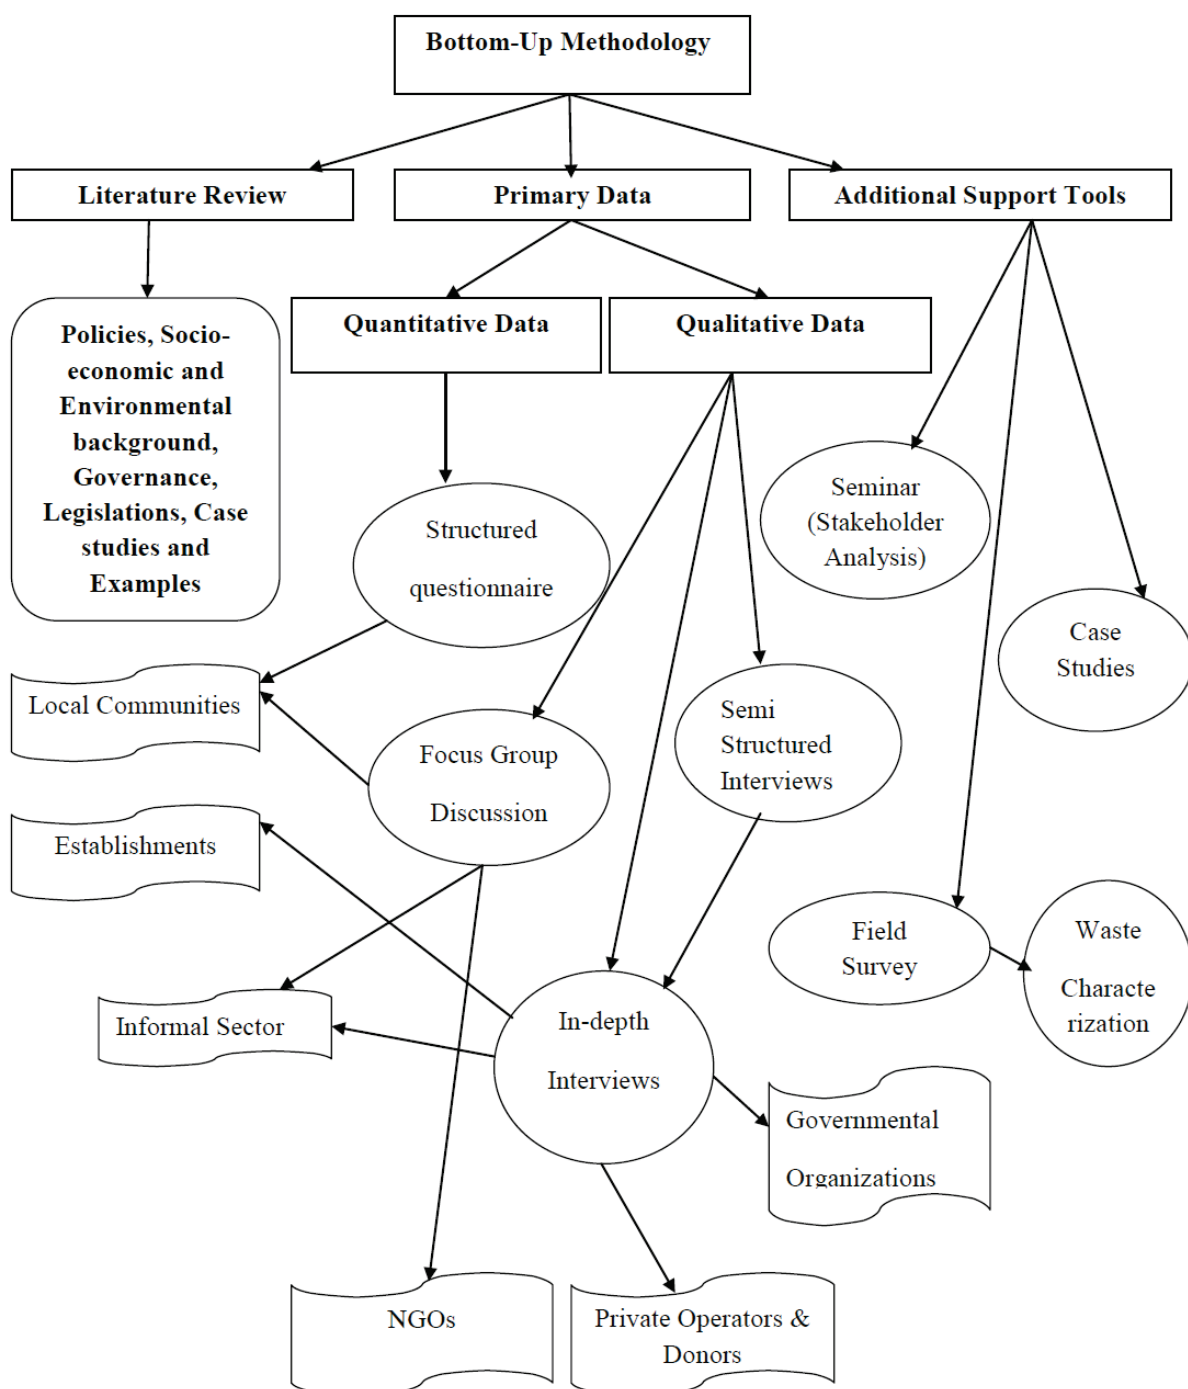 Bottom-Up Methodology
Literature Review
Primary Data
Additional Support Tools
Policies, Socio-
economic and
Environmental
background,
Governance,
Legislations, Case
studies and
Examples
Quantitative Data
Qualitative Data
Structured
questionnaire
Seminar
(Stakeholder
Analysis)
Case
Studies
Local Communities
Focus Group
Discussion
Semi
Structured
Interviews
Establishments
Field
Survey
Waste
Characte
rization
Informal Sector
In-depth
Interviews
Governmental
Organizations
NGOs
Private Operators &
Donors